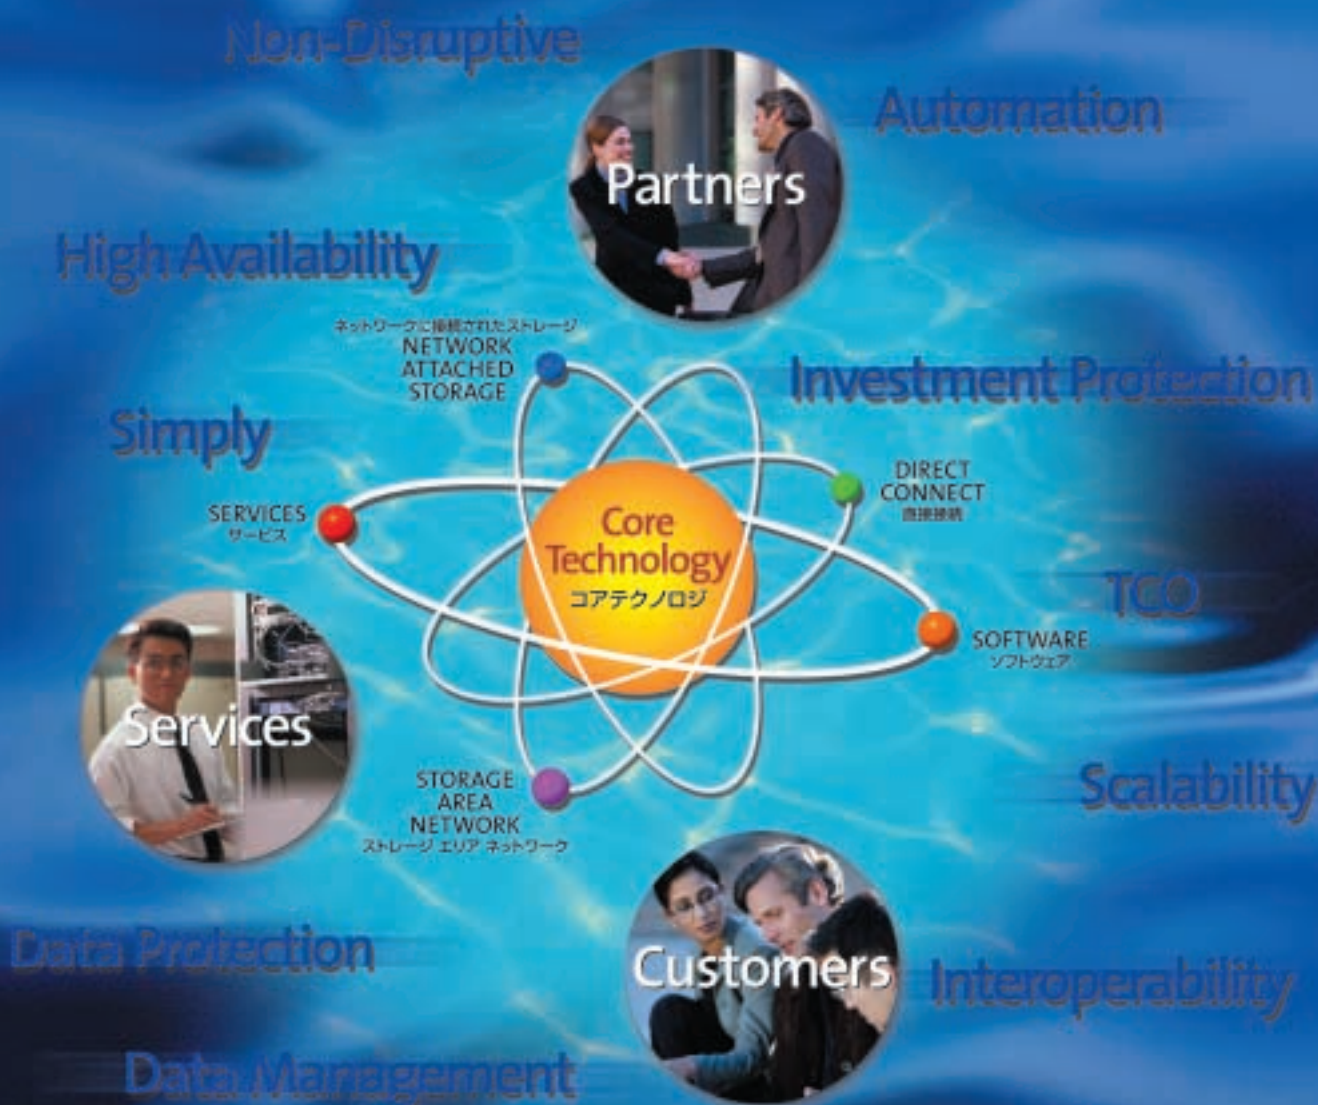 Non-Disruptive
Automation
Partners
High Availability
ネットワークに接続されたストレージ
NETWORK
ATTACHED
STORAGE
Investment Protection
Simply
DIRECT
CONNECT
直接接続
SERVICES
サービス
Core
Technology
コアテクノロジ
TCO
SOFTWARE
ソフトウェア
Services
STORAGE
AREA
NETWORK
ストレージ エリア ネットワーク
Scalability
Data Protection
Customers
Interoperability
Data Management